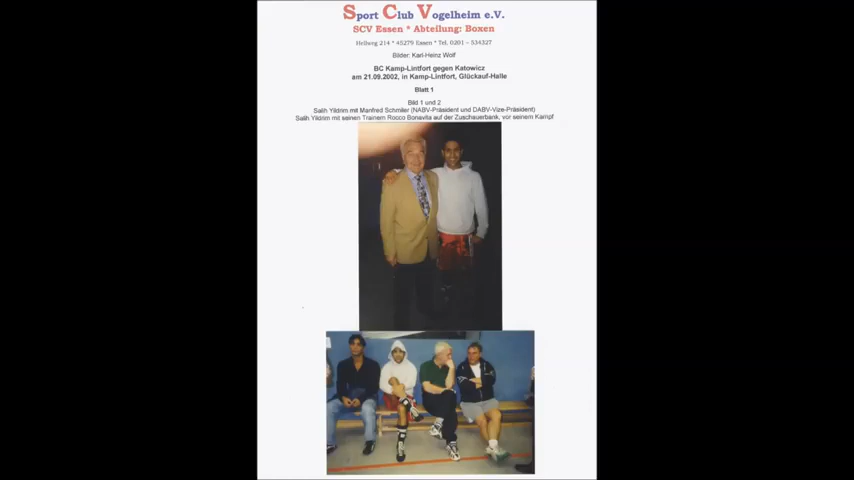 Sport Club Vogelheim e.V.
SCV Essen * Abteilung: Boxen
Hellweg 214 * 45279 Essen * Tel. 0201 – 534327
Bilder: Karl-Heinz Wolf
BC Kamp-Lintfort gegen Katowicz
am 21.09.2002, in Kamp-Lintfort, Glückauf-Halle
Blatt 1
Bild 1 und 2
Salih Yildrim mit Manfred Schmiler (NABV-Präsident und DABV-Vize-Präsident)
Salih Yildrim mit seinen Trainern Rocco Bonavita auf der Zuschauerbank, vor seinem Kampf